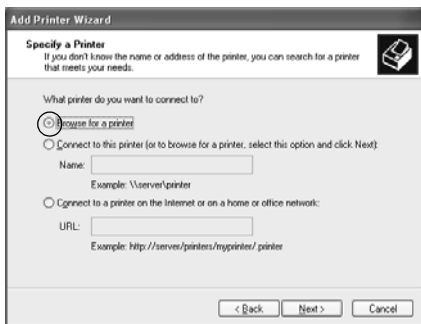 Add Printer Wizard
Specify a Printer
If you don't know the name or address of the printer, you can search for a printer
that meets your needs.
What printer do you want to connect to?
Browse for a printer
Connect to this printer (or to browse for a printer, select this option and click Next):
Name:
Example: \\server\printer
Connect to a printer on the Internet or on a home or office network:
URL:
Example: http://server/printers/myprinter/.printer
< Back Next > Cancel